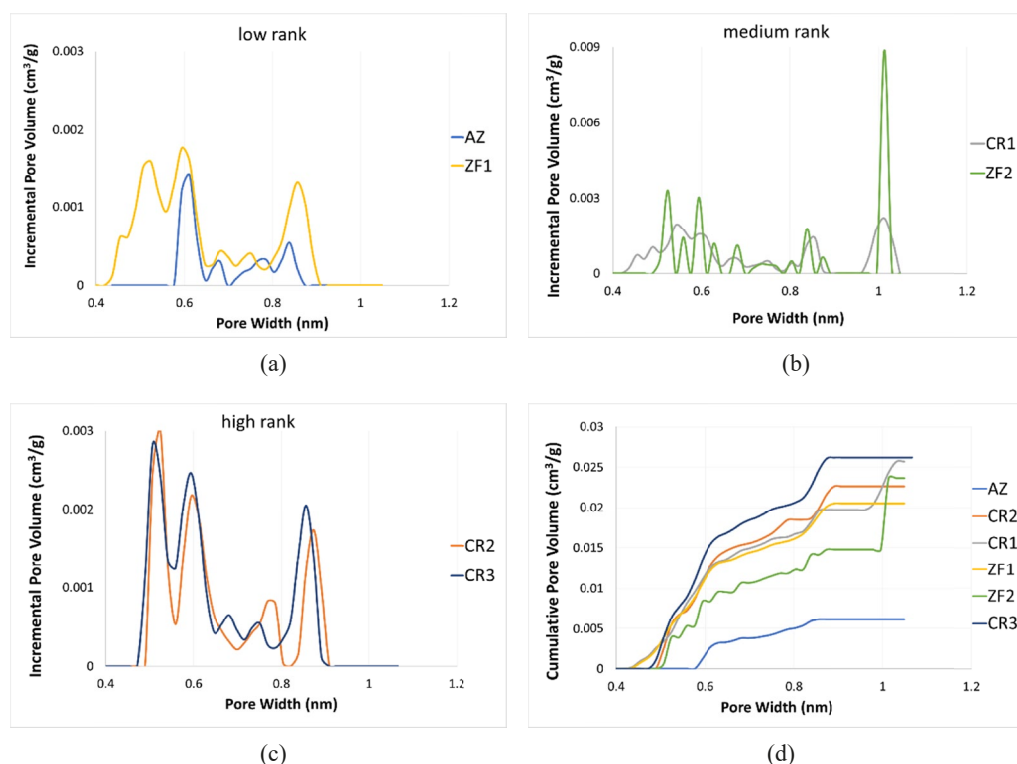 low rank
Incremental Pore Volume (cm³/g)
0.003
0.002
0.001
0
0.4
0.6
0.8
1
1.2
Pore Width (nm)
AZ
ZF1
(a)
medium rank
Incremental Pore Volume (cm³/g)
0.009
0.006
0.003
0
0.4
0.6
0.8
1
1.2
Pore Width (nm)
CR1
ZF2
(b)
high rank
Incremental Pore Volume (cm³/g)
0.003
0.002
0.001
0
0.4
0.6
0.8
1
1.2
Pore Width (nm)
CR2
CR3
(c)
Cumulative Pore Volume (cm³/g)
0.03
0.025
0.02
0.015
0.01
0.005
0
0.4
0.6
0.8
1
1.2
Pore Width (nm)
AZ
CR2
CR1
ZF1
ZF2
CR3
(d)